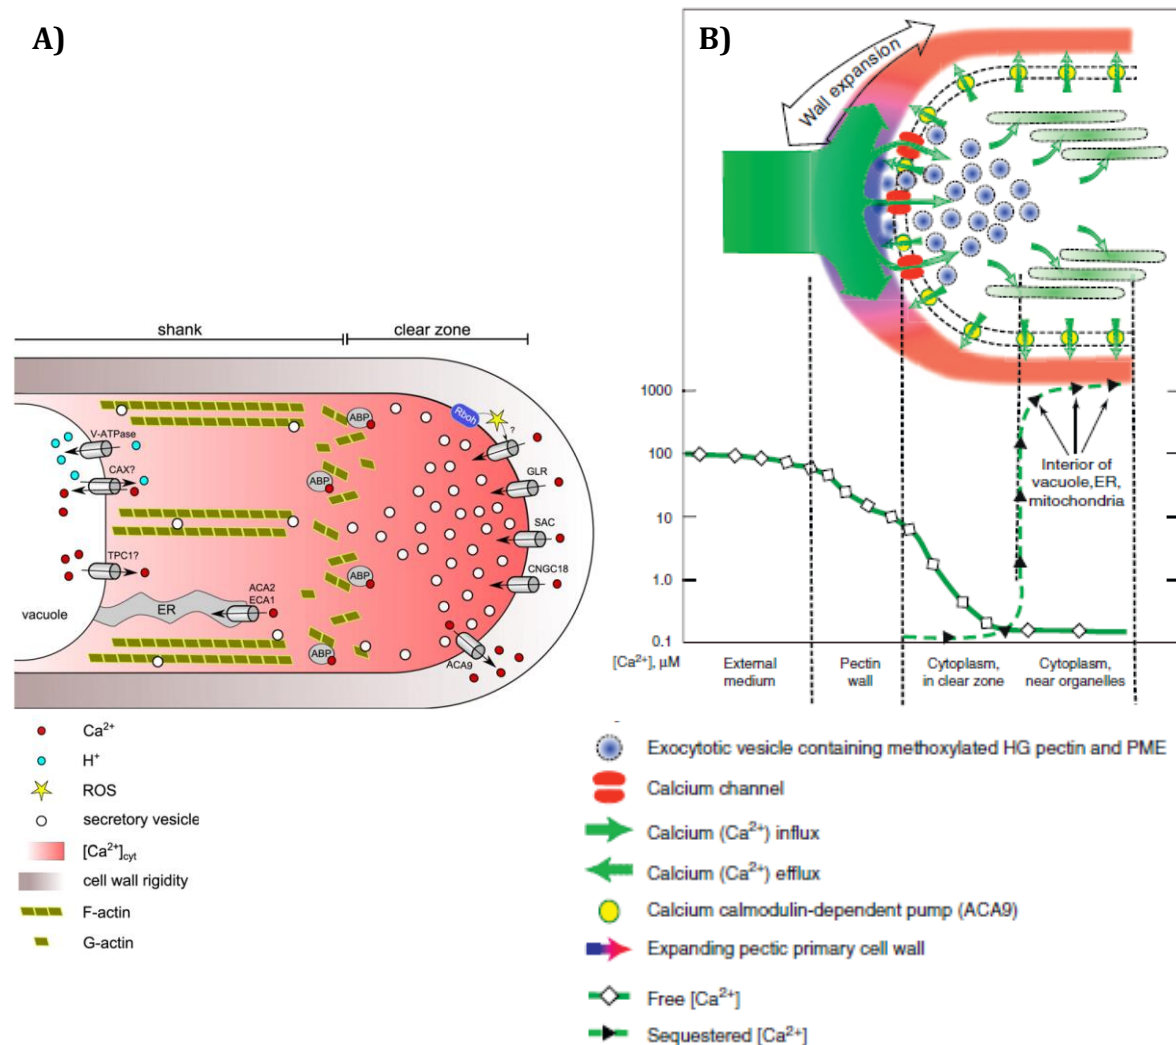 A)
shank
clear zone
V-ATPase
CAX?
TPC1?
vacuole
ER
ACA2
ECA1
ABP
ABP
ABP
ABP
Rboh
?
GLR
SAC
CNGC18
ACA9
Ca²⁺
H⁺
ROS
secretory vesicle
[Ca²⁺]cyt
cell wall rigidity
F-actin
G-actin
B)
Wall expansion
1000
100
10
1.0
0.1
Interior of
vacuole,ER,
mitochondria
[Ca²⁺], µM
External
medium
Pectin
wall
Cytoplasm,
in clear zone
Cytoplasm,
near organelles
Exocytotic vesicle containing methoxylated HG pectin and PME
Calcium channel
Calcium (Ca²⁺) influx
Calcium (Ca²⁺) efflux
Calcium calmodulin-dependent pump (ACA9)
Expanding pectic primary cell wall
Free [Ca²⁺]
Sequestered [Ca²⁺]